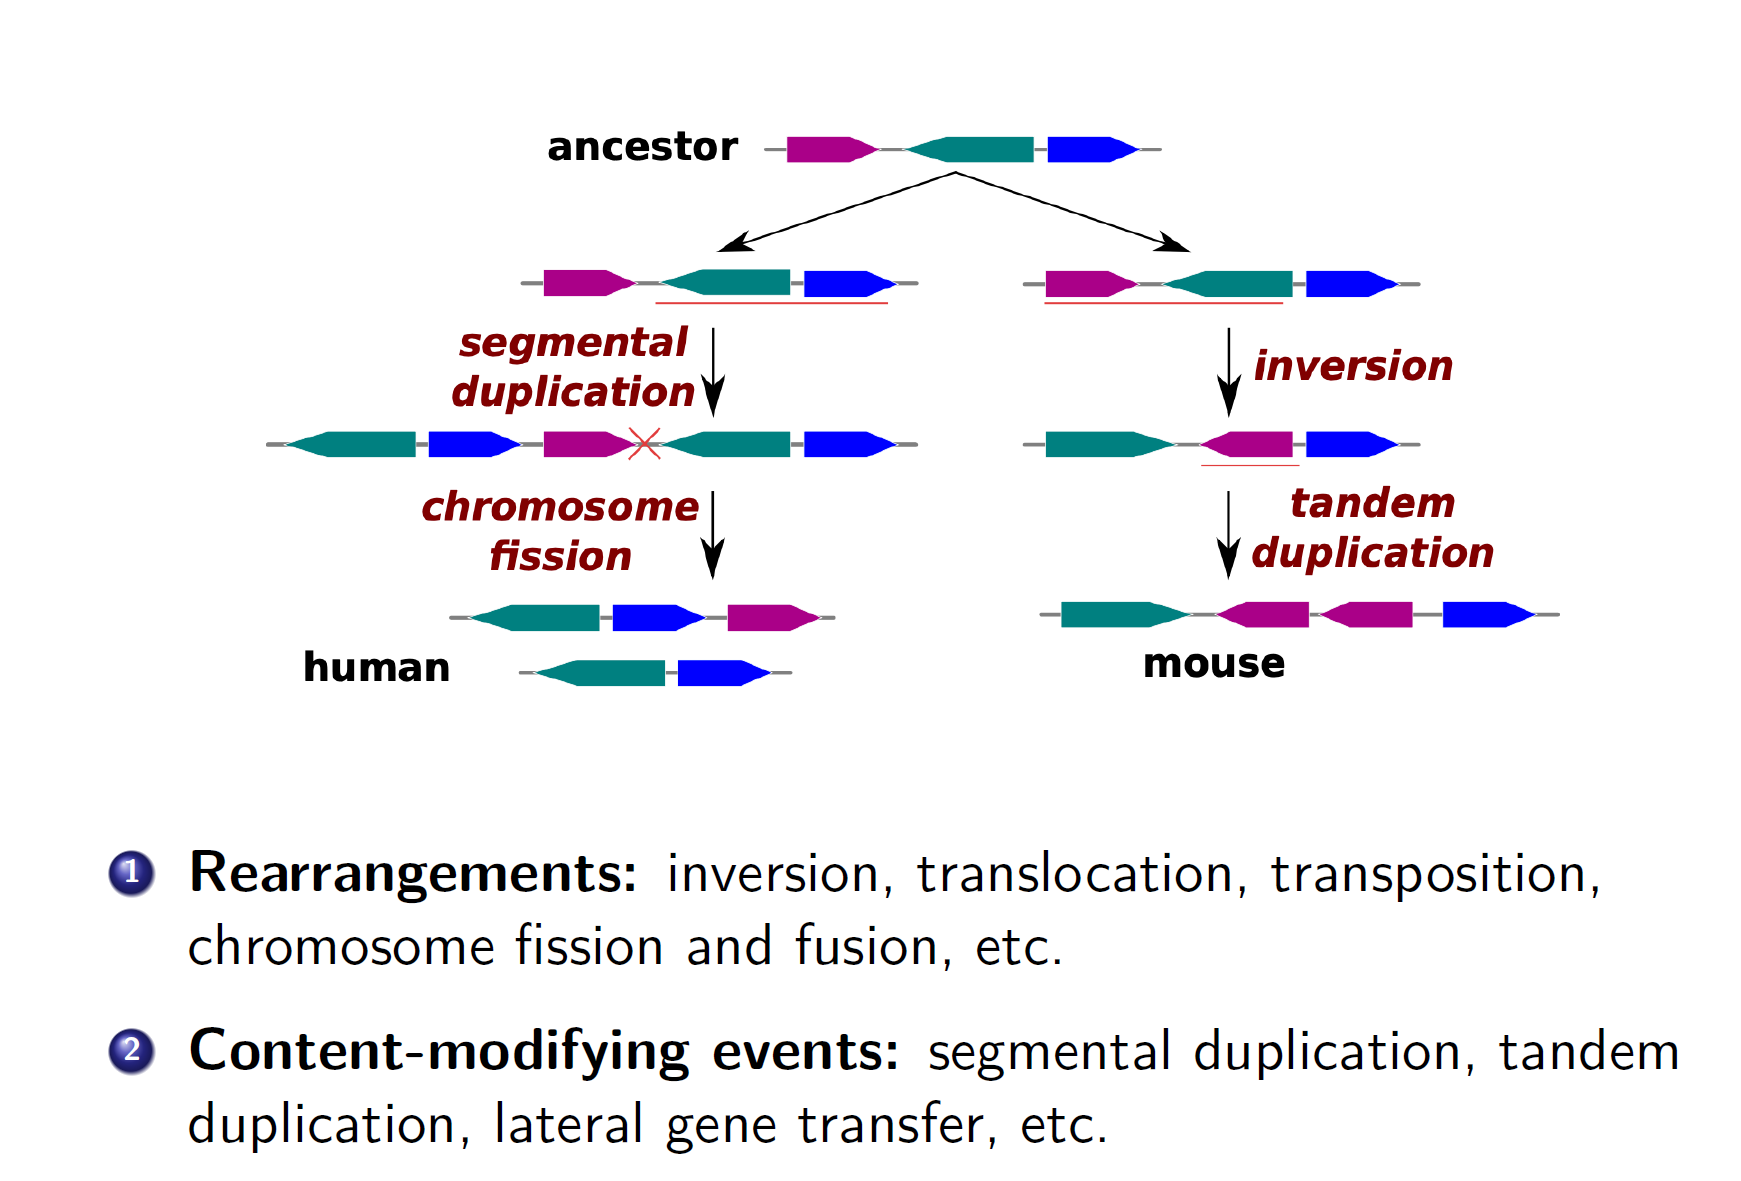 ancestor
segmental
duplication
inversion
chromosome
fission
tandem
duplication
human
mouse
1 Rearrangements: inversion, translocation, transposition,
chromosome fission and fusion, etc.
2 Content-modifying events: segmental duplication, tandem
duplication, lateral gene transfer, etc.